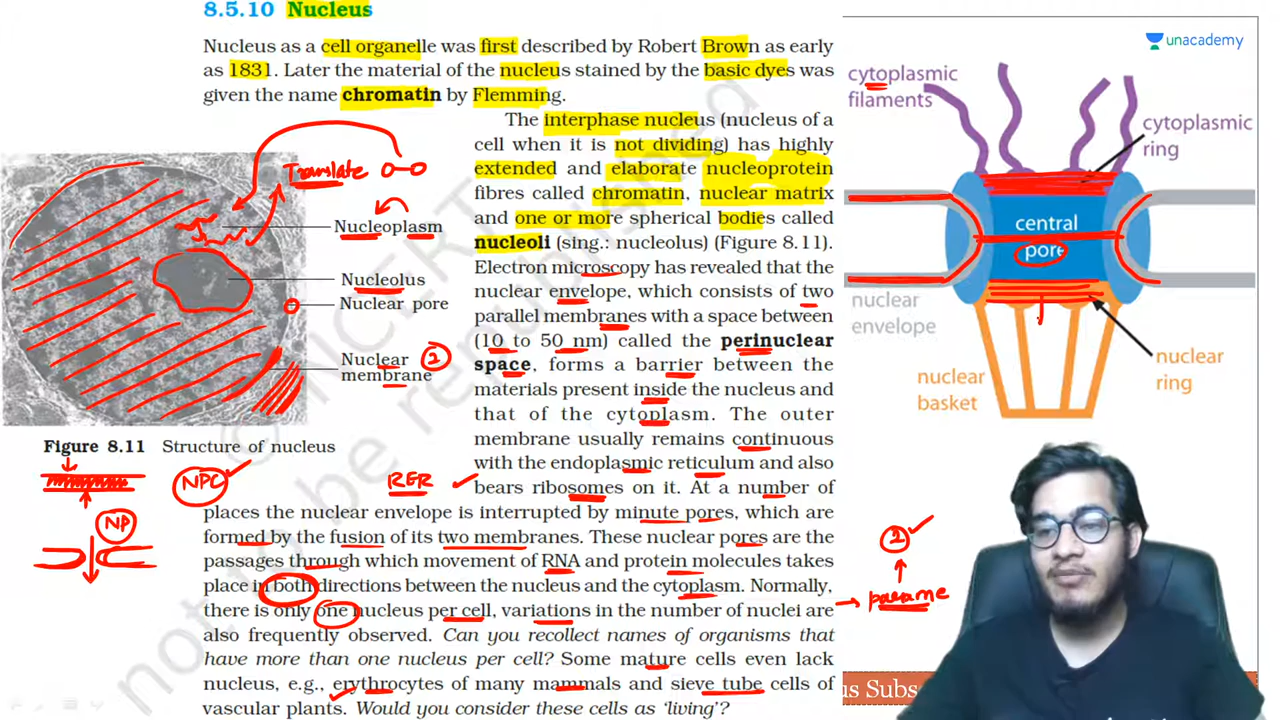 8.5.10 Nucleus
Nucleus as a cell organelle was first described by Robert Brown as early
as 1831. Later the material of the nucleus stained by the basic dyes was
given the name chromatin by Flemming.
The interphase nucleus (nucleus of a
cell when it is not dividing) has highly
extended and elaborate nucleoprotein
fibres called chromatin, nuclear matrix
and one or more spherical bodies called
nucleoli (sing.: nucleolus) (Figure 8.11).
Electron microscopy has revealed that the
nuclear envelope, which consists of two
parallel membranes with a space between
(10 to 50 nm) called the perinuclear
space, forms a barrier between the
materials present inside the nucleus and
that of the cytoplasm. The outer
membrane usually remains continuous
with the endoplasmic reticulum and also
bears ribosomes on it. At a number of
places the nuclear envelope is interrupted by minute pores, which are
formed by the fusion of its two membranes. These nuclear pores are the
passages through which movement of RNA and protein molecules takes
place in both directions between the nucleus and the cytoplasm. Normally,
there is only one nucleus per cell, variations in the number of nuclei are
also frequently observed. Can you recollect names of organisms that
have more than one nucleus per cell? Some mature cells even lack
nucleus, e.g., erythrocytes of many mammals and sieve tube cells of
vascular plants. Would you consider these cells as 'living'?
Translate
Nucleoplasm
Nucleolus
Nuclear pore
Nuclear
membrane
2
Figure 8.11 Structure of nucleus
NPC
NP
RER
unacademy
cytoplasmic
filaments
cytoplasmic
ring
central
pore
nuclear
envelope
nuclear
ring
nuclear
basket
2
parame
us Subs
not to be republished